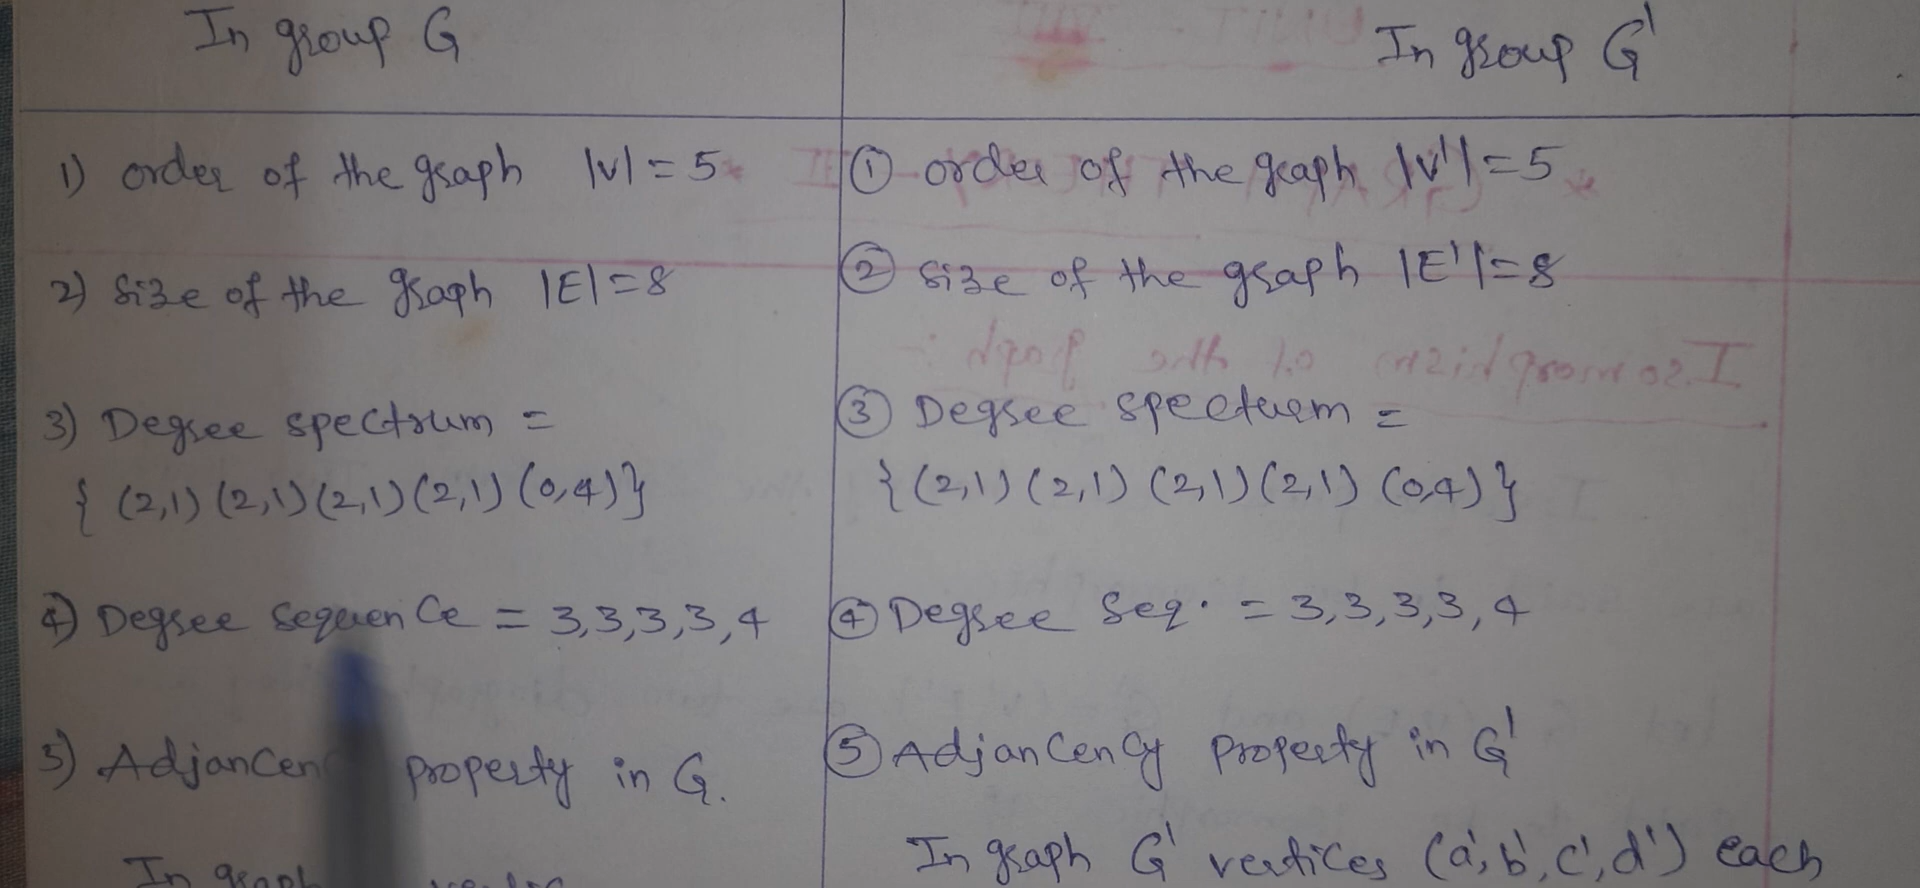 In group G
1) order of the graph |v| = 5
2) Size of the graph |E| = 8
3) Degree spectrum =
{ (2,1) (2,1) (2,1) (2,1) (0,4)}
4) Degree Sequence = 3,3,3,3,4
5) property in G.
In graph
In group G'
① order of the graph |v'| = 5
② Size of the graph |E'| = 8
③ Degree spectrum =
{ (2,1) (2,1) (2,1) (2,1) (0,4) }
④ Degree Seq. = 3,3,3,3,4
⑤ Adjancency property in G'
In graph G' vertices (a', b', c', d') each